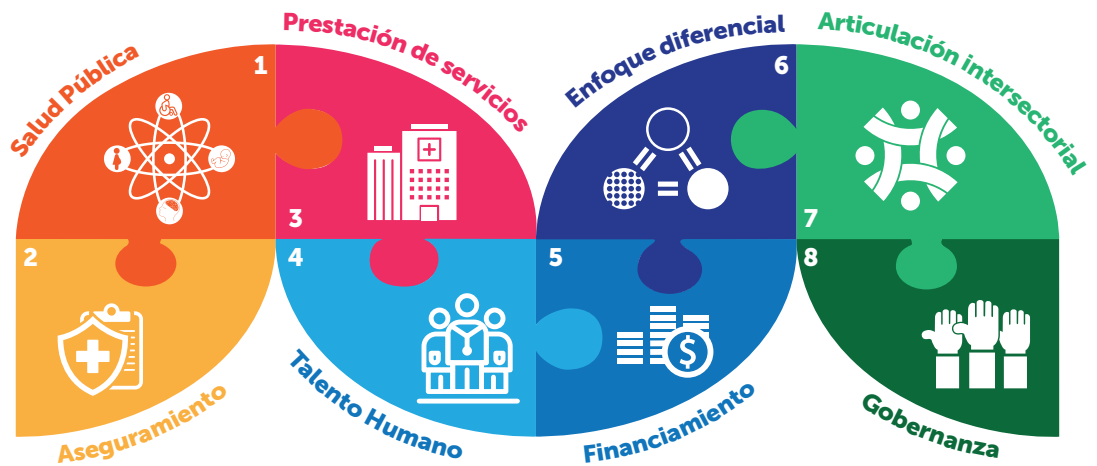 1
Salud Pública
2
Aseguramiento
3
Prestación de servicios
4
Talento Humano
5
Financiamiento
$
6
Enfoque diferencial
7
Articulación intersectorial
8
Gobernanza